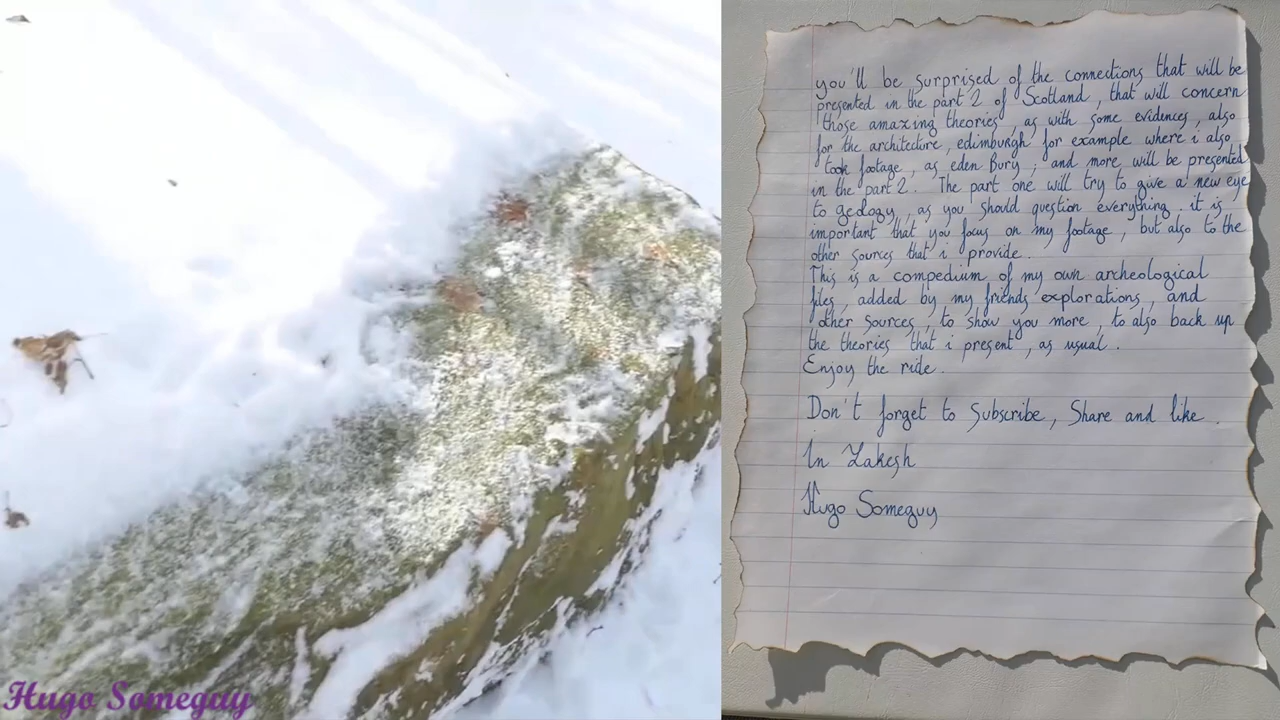 you'll be surprised of the connections that will be
presented in the part 2 of Scotland, that will concern
those amazing theories, as with some evidences, also
for the architecture, edimburgh for example where i also
took footage, as eden Bury, and more will be presented
in the part 2. The part one will try to give a new eye
to geology, as you should question everything. it is
important that you focus on my footage, but also to the
other sources that i provide.
This is a compedium of my own archeological
files, added by my friends explorations, and
other sources, to show you more, to also back up
the theories that i present, as usual.
Enjoy the ride.
Don't forget to Subscribe, Share and like.
In Lakesh
Hugo Someguy
Hugo Someguy